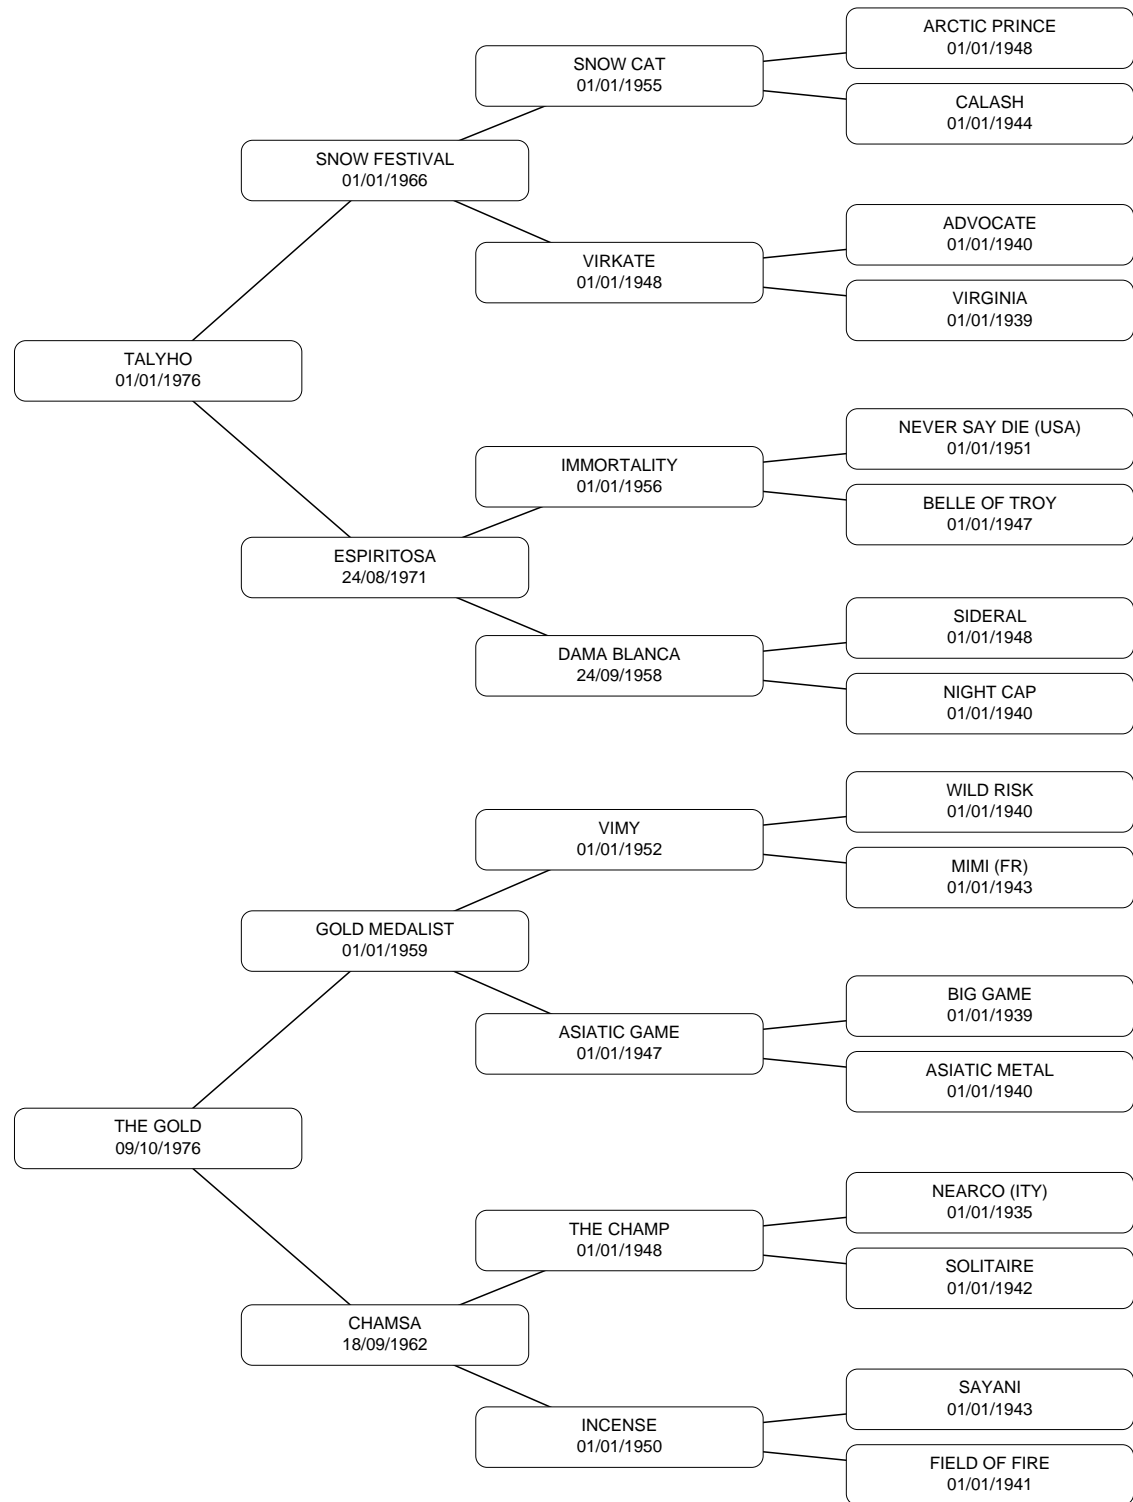 ARCTIC PRINCE
01/01/1948
SNOW CAT
01/01/1955
CALASH
01/01/1944
SNOW FESTIVAL
01/01/1966
ADVOCATE
01/01/1940
VIRKATE
01/01/1948
VIRGINIA
01/01/1939
TALYHO
01/01/1976
NEVER SAY DIE (USA)
01/01/1951
IMMORTALITY
01/01/1956
BELLE OF TROY
01/01/1947
ESPIRITOSA
24/08/1971
SIDERAL
01/01/1948
DAMA BLANCA
24/09/1958
NIGHT CAP
01/01/1940
WILD RISK
01/01/1940
VIMY
01/01/1952
MIMI (FR)
01/01/1943
GOLD MEDALIST
01/01/1959
BIG GAME
01/01/1939
ASIATIC GAME
01/01/1947
ASIATIC METAL
01/01/1940
THE GOLD
09/10/1976
NEARCO (ITY)
01/01/1935
THE CHAMP
01/01/1948
SOLITAIRE
01/01/1942
CHAMSA
18/09/1962
SAYANI
01/01/1943
INCENSE
01/01/1950
FIELD OF FIRE
01/01/1941